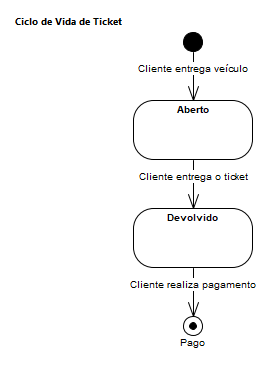 Ciclo de Vida de Ticket
Cliente entrega veículo
Aberto
Cliente entrega o ticket
Devolvido
Cliente realiza pagamento
Pago